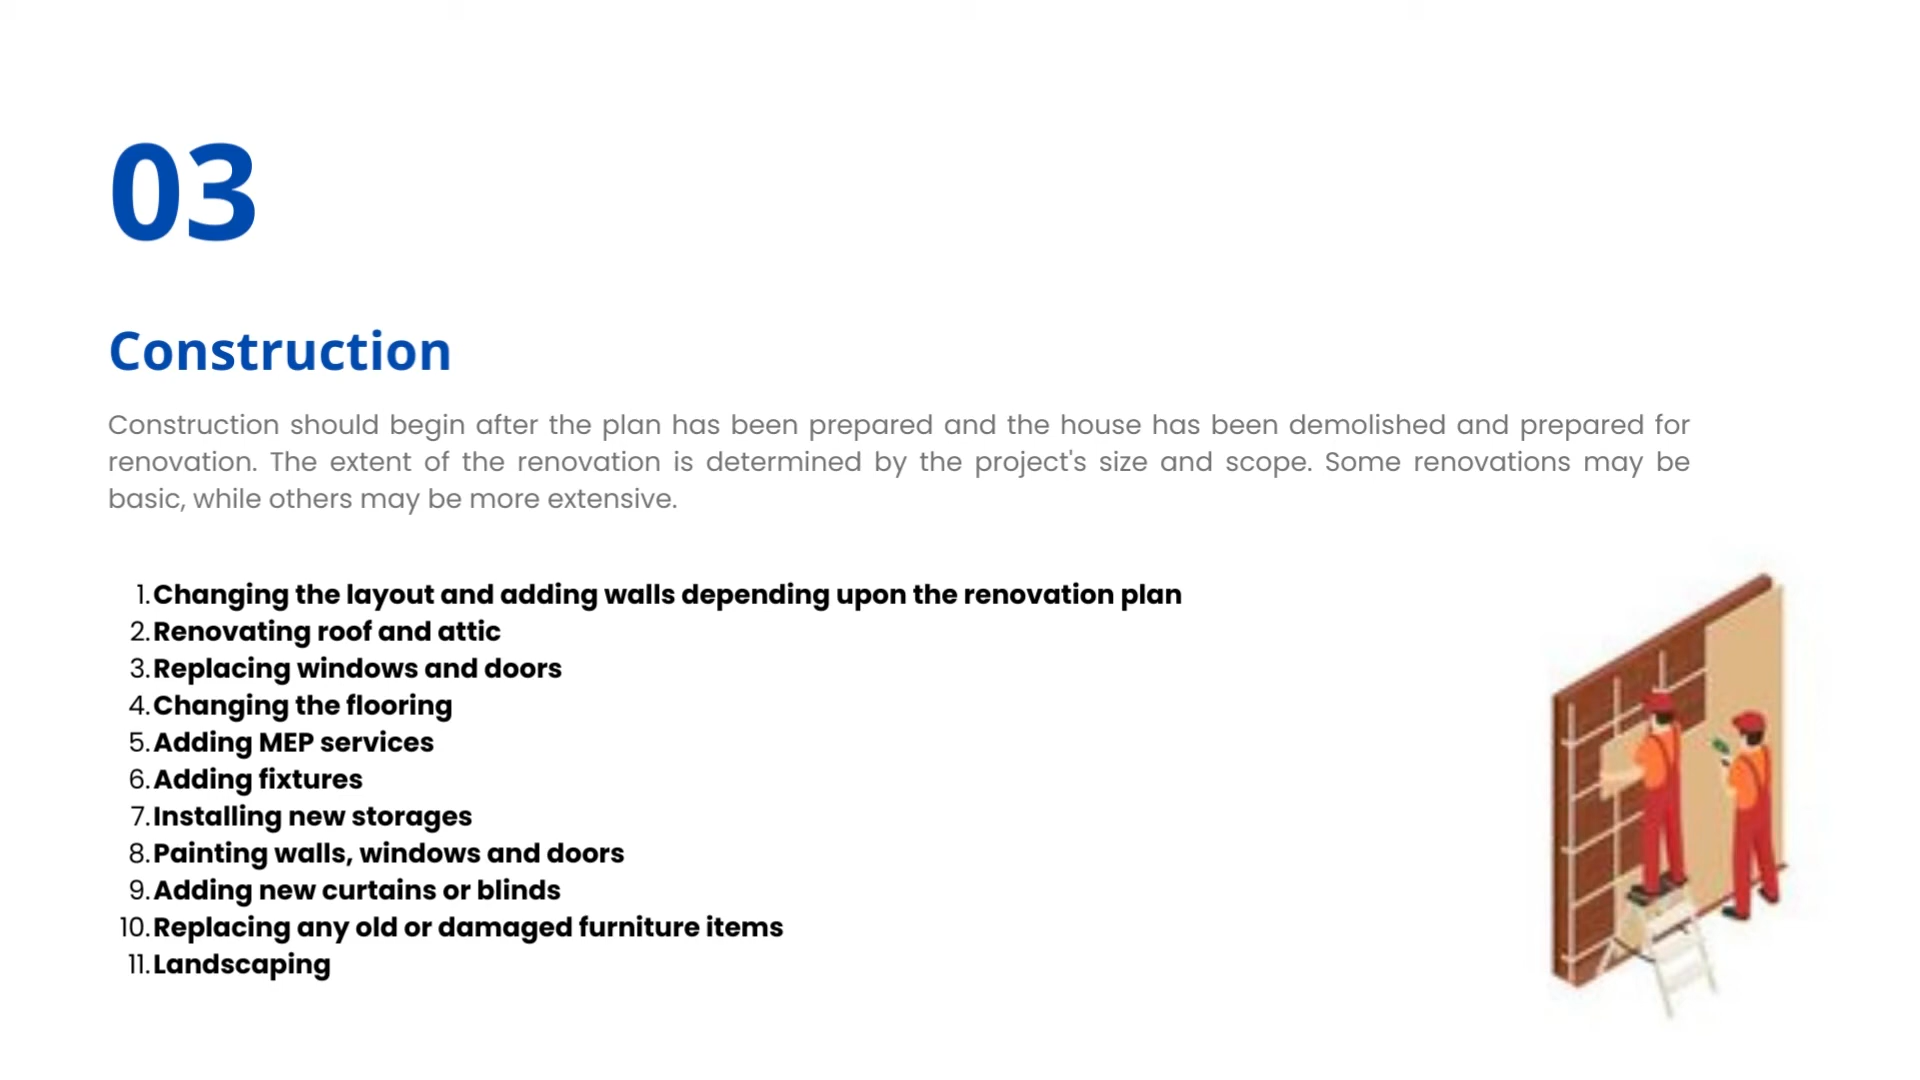 03
Construction
Construction should begin after the plan has been prepared and the house has been demolished and prepared for
renovation. The extent of the renovation is determined by the project's size and scope. Some renovations may be
basic, while others may be more extensive.
1. Changing the layout and adding walls depending upon the renovation plan
2. Renovating roof and attic
3. Replacing windows and doors
4. Changing the flooring
5. Adding MEP services
6. Adding fixtures
7. Installing new storages
8. Painting walls, windows and doors
9. Adding new curtains or blinds
10. Replacing any old or damaged furniture items
11. Landscaping